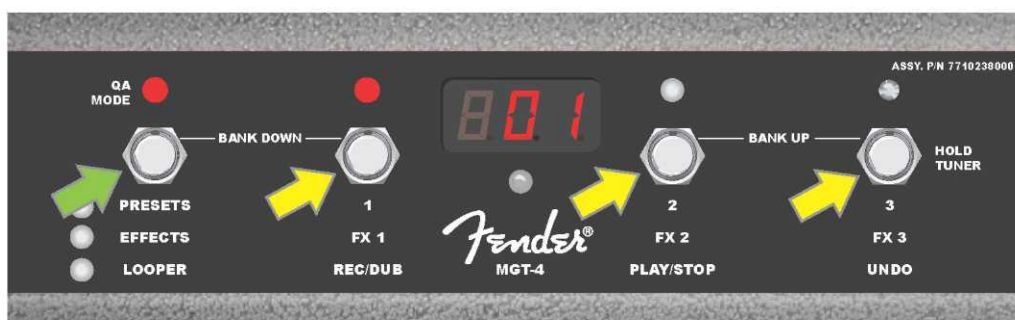 ASSY. P/N 7710238000
QA
MODE
BANK DOWN
01
BANK UP
HOLD
TUNER
PRESETS 1 2 3
EFFECTS FX 1 Fender® FX 2 FX 3
LOOPER REC/DUB MGT-4 PLAY/STOP UNDO